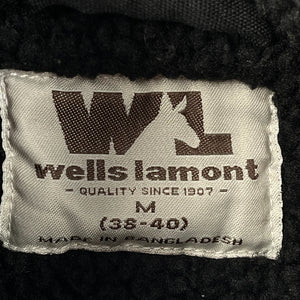 WL
wells lamont
- QUALITY SINCE 1907 -
M
(38-40)
MADE IN BANGLADESH